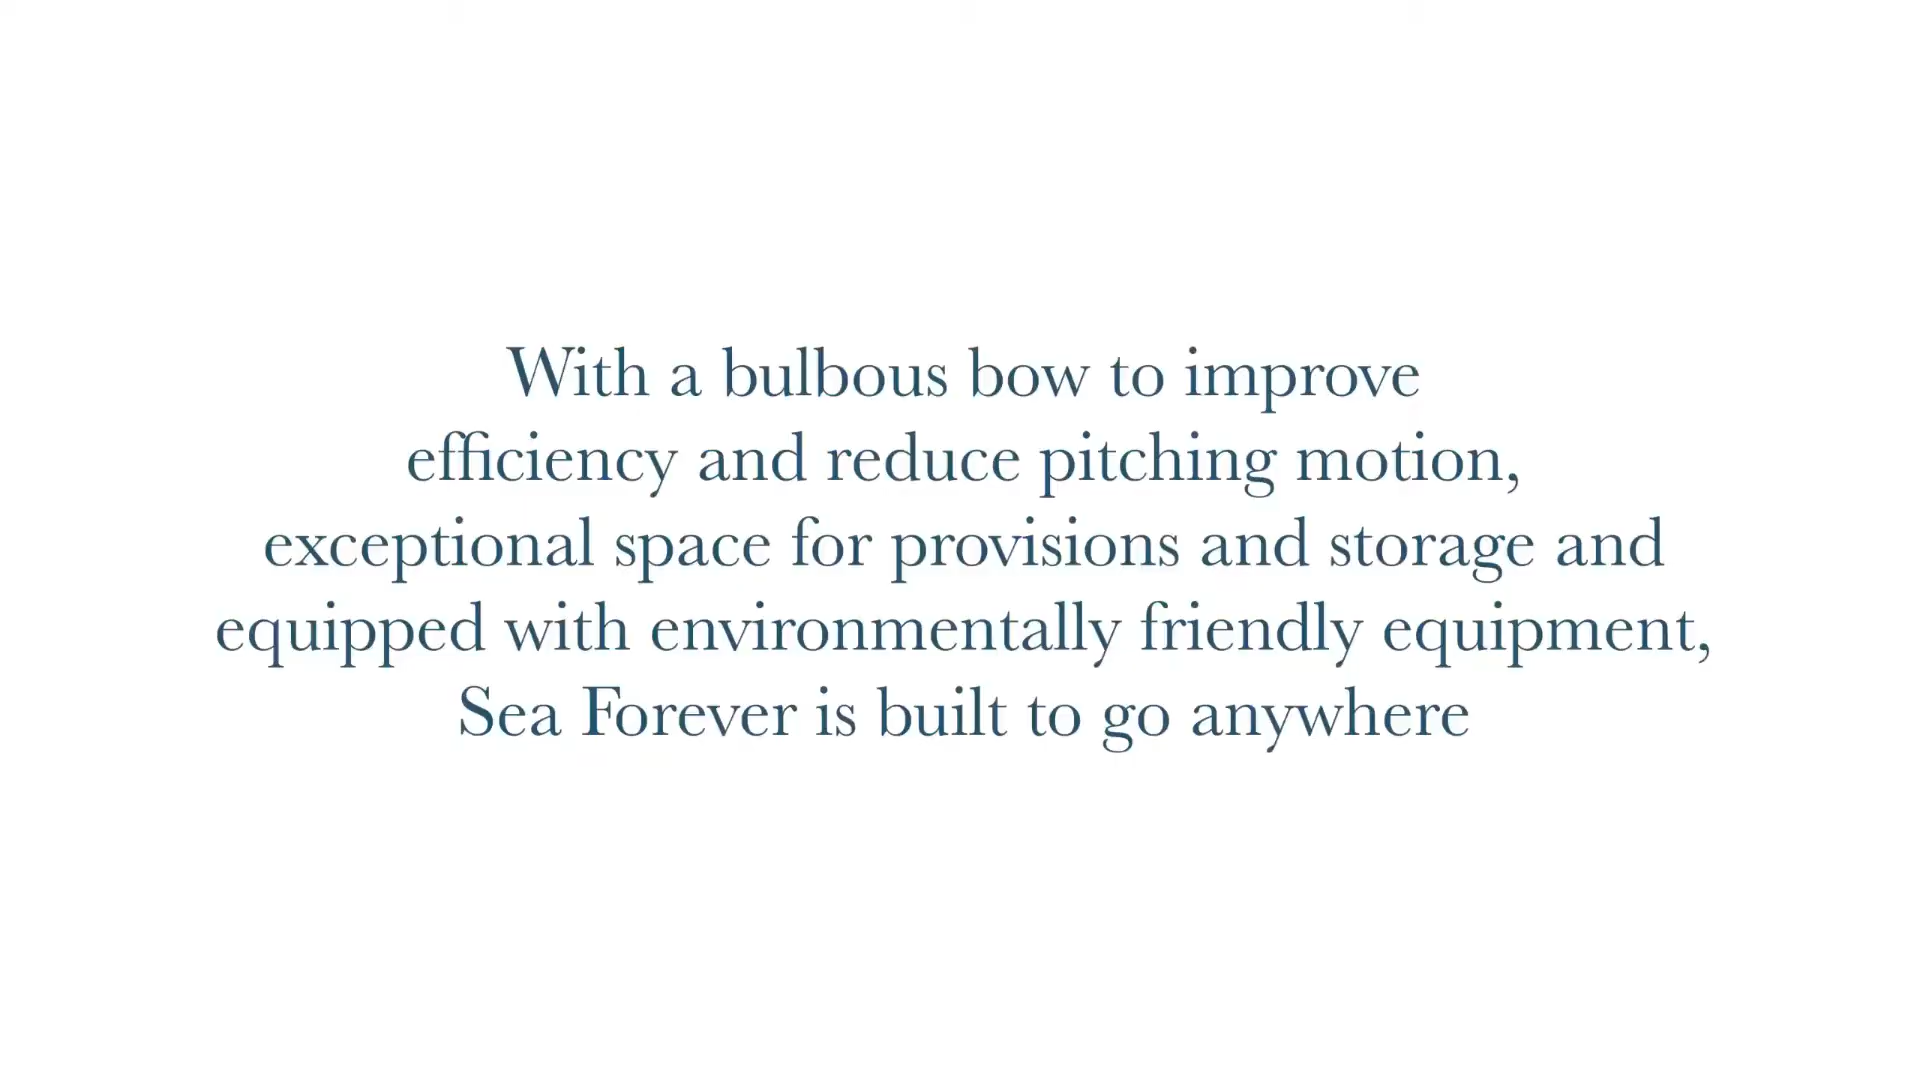 With a bulbous bow to improve
efficiency and reduce pitching motion,
exceptional space for provisions and storage and
equipped with environmentally friendly equipment,
Sea Forever is built to go anywhere